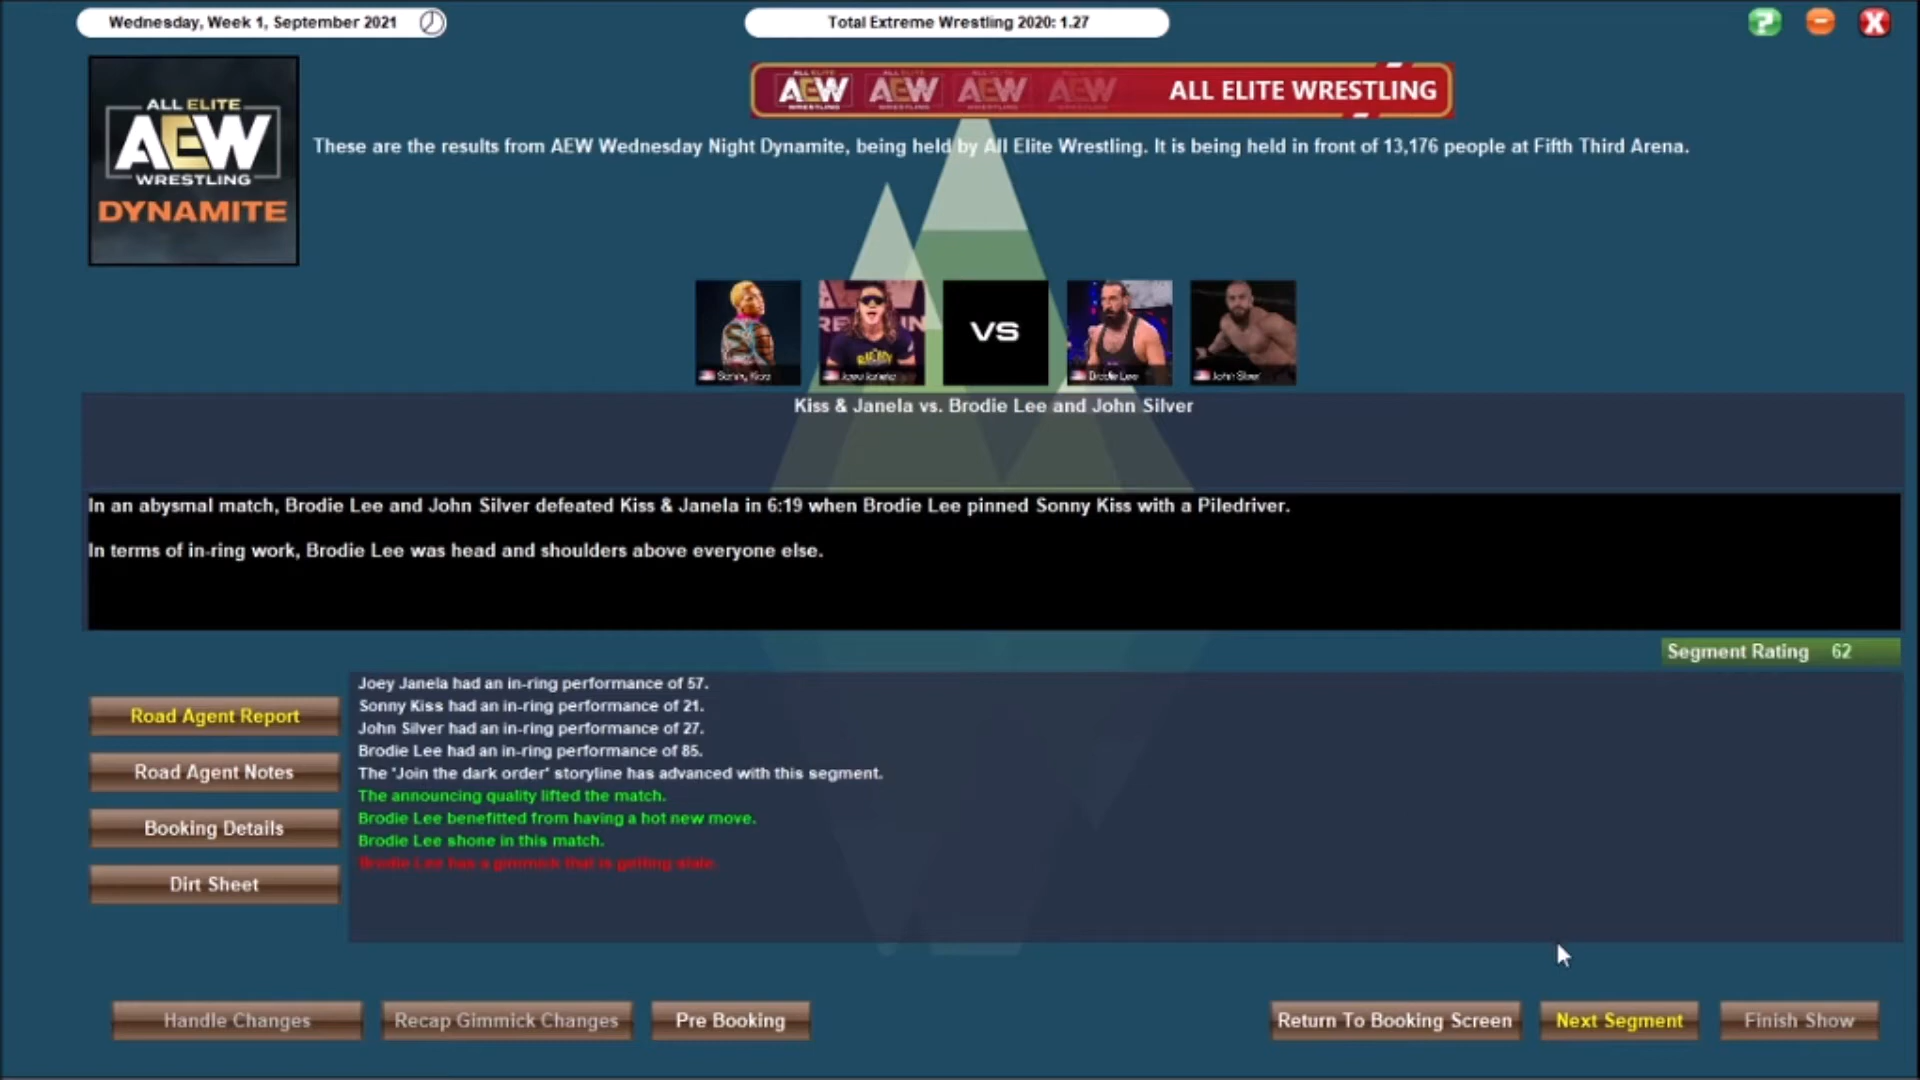 Wednesday, Week 1, September 2021
Total Extreme Wrestling 2020: 1.27
ALL ELITE
AEW
WRESTLING
DYNAMITE
AEW AEW AEW AEW
ALL ELITE WRESTLING
These are the results from AEW Wednesday Night Dynamite, being held by All Elite Wrestling. It is being held in front of 13,176 people at Fifth Third Arena.
Sonny Kiss
Joey Janela
VS
Brodie Lee
John Silver
Kiss & Janela vs. Brodie Lee and John Silver
In an abysmal match, Brodie Lee and John Silver defeated Kiss & Janela in 6:19 when Brodie Lee pinned Sonny Kiss with a Piledriver.
In terms of in-ring work, Brodie Lee was head and shoulders above everyone else.
Segment Rating 62
Road Agent Report
Road Agent Notes
Booking Details
Dirt Sheet
Joey Janela had an in-ring performance of 57.
Sonny Kiss had an in-ring performance of 21.
John Silver had an in-ring performance of 27.
Brodie Lee had an in-ring performance of 85.
The 'Join the dark order' storyline has advanced with this segment.
The announcing quality lifted the match.
Brodie Lee benefitted from having a hot new move.
Brodie Lee shone in this match.
Brodie Lee has a gimmick that is getting stale.
Handle Changes
Recap Gimmick Changes
Pre Booking
Return To Booking Screen
Next Segment
Finish Show